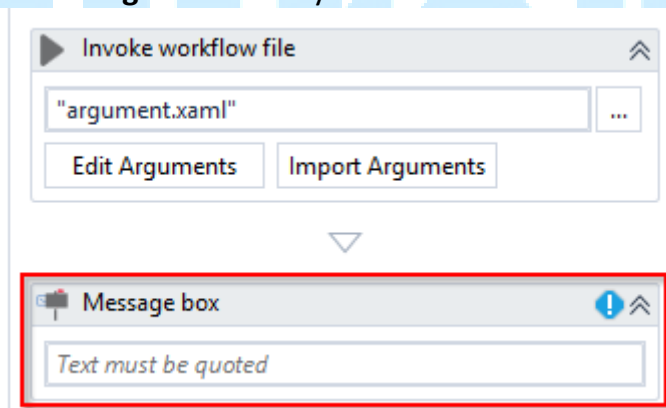 Invoke workflow file
"argument.xaml"
...
Edit Arguments Import Arguments
Message box
Text must be quoted